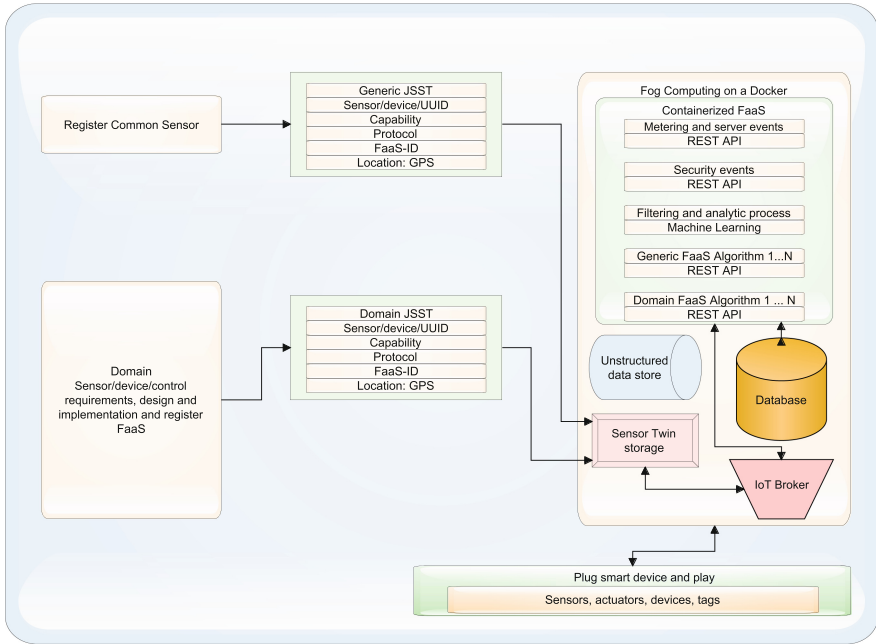 Register Common Sensor
Generic JSST
Sensor/device/UUID
Capability
Protocol
FaaS-ID
Location: GPS
Domain
Sensor/device/control
requirements, design and
implementation and register
FaaS
Domain JSST
Sensor/device/UUID
Capability
Protocol
FaaS-ID
Location: GPS
Fog Computing on a Docker
Containerized FaaS
Metering and server events
REST API
Security events
REST API
Filtering and analytic process
Machine Learning
Generic FaaS Algorithm 1...N
REST API
Domain FaaS Algorithm 1 ... N
REST API
Unstructured
data store
Database
Sensor Twin
storage
IoT Broker
Plug smart device and play
Sensors, actuators, devices, tags